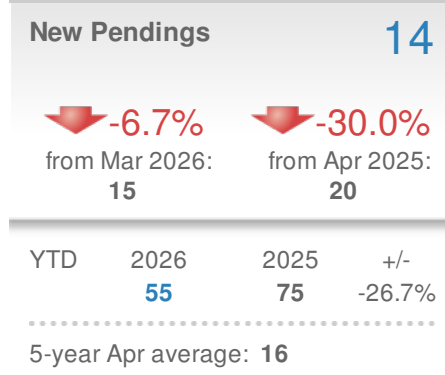 New Pendings 14
-6.7% -30.0%
from Mar 2026: from Apr 2025:
15 20
YTD 2026 2025 +/-
55 75 -26.7%
5-year Apr average: 16